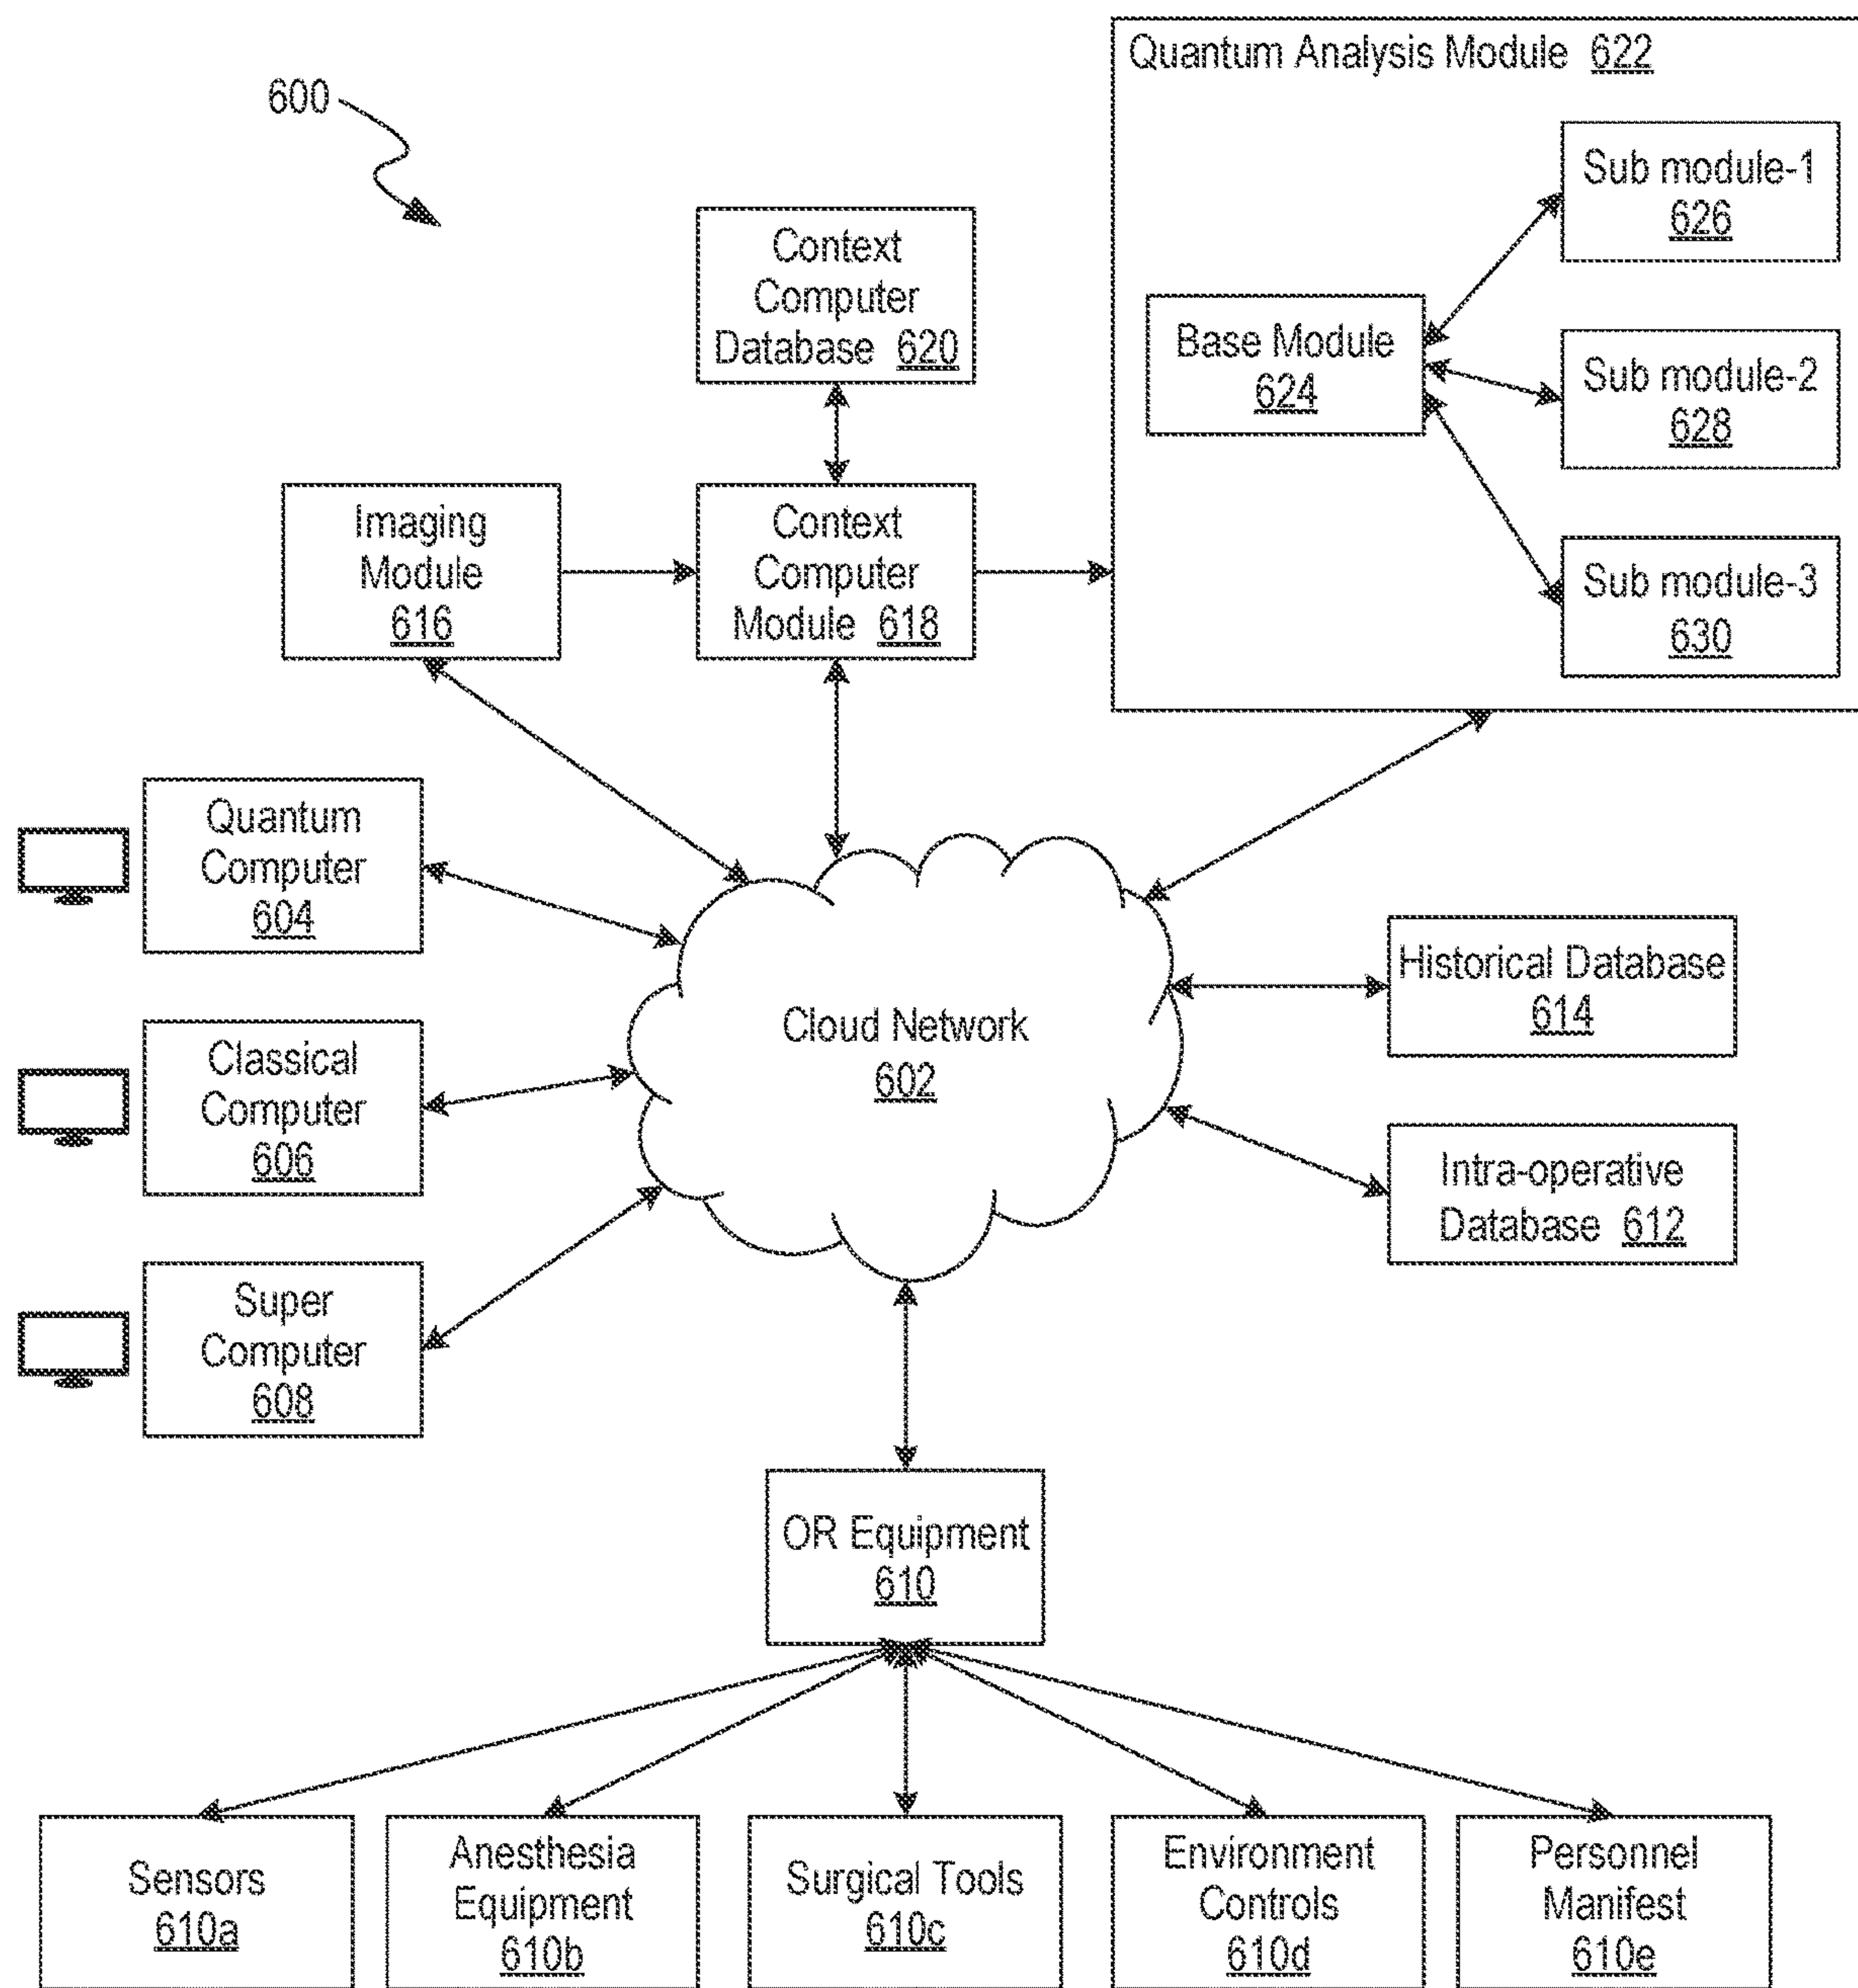 600
Quantum Analysis Module 622
Sub module-1
626
Base Module
624
Sub module-2
628
Sub module-3
630
Context
Computer
Database 620
Imaging
Module
616
Context
Computer
Module 618
Quantum
Computer
604
Classical
Computer
606
Super
Computer
608
Cloud Network
602
Historical Database
614
Intra-operative
Database 612
OR Equipment
610
Sensors
610a
Anesthesia
Equipment
610b
Surgical Tools
610c
Environment
Controls
610d
Personnel
Manifest
610e